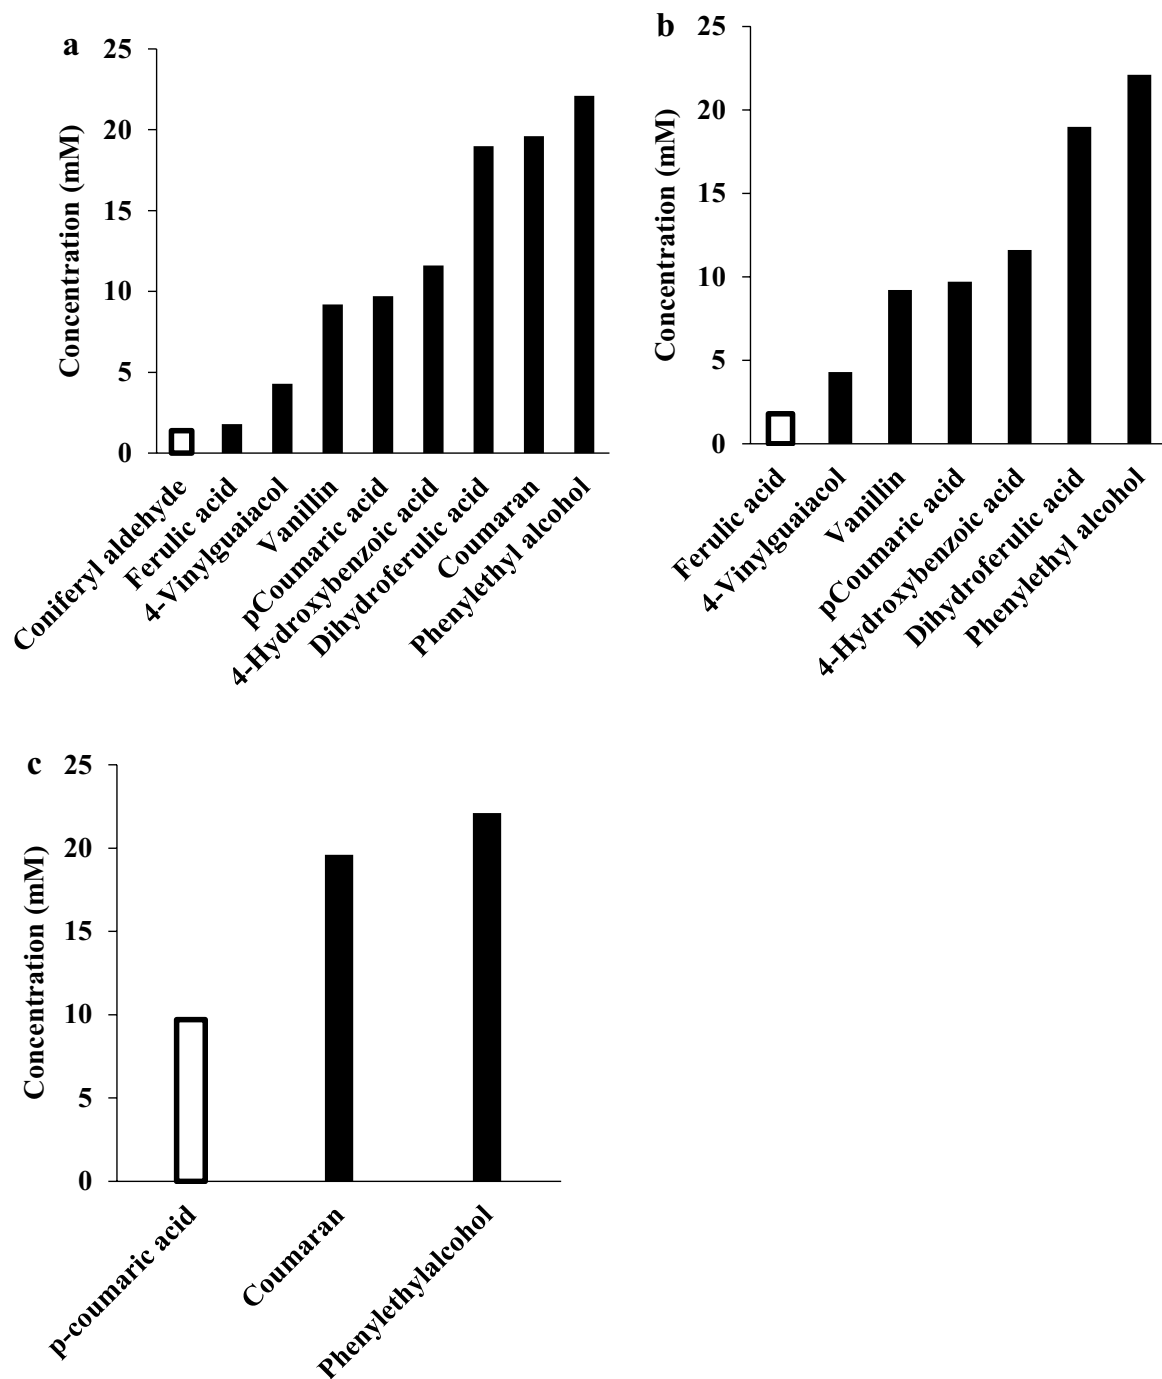 a
25
20
15
10
5
0
Concentration (mM)
Coniferyl aldehyde
Ferulic acid
4-Vinylguaiacol
Vanillin
pCoumaric acid
4-Hydroxybenzoic acid
Dihydroferulic acid
Coumaran
Phenylethyl alcohol
b
25
20
15
10
5
0
Concentration (mM)
Ferulic acid
4-Vinylguaiacol
Vanillin
pCoumaric acid
4-Hydroxybenzoic acid
Dihydroferulic acid
Phenylethyl alcohol
c
25
20
15
10
5
0
Concentration (mM)
p-coumaric acid
Coumaran
Phenylethylalcohol